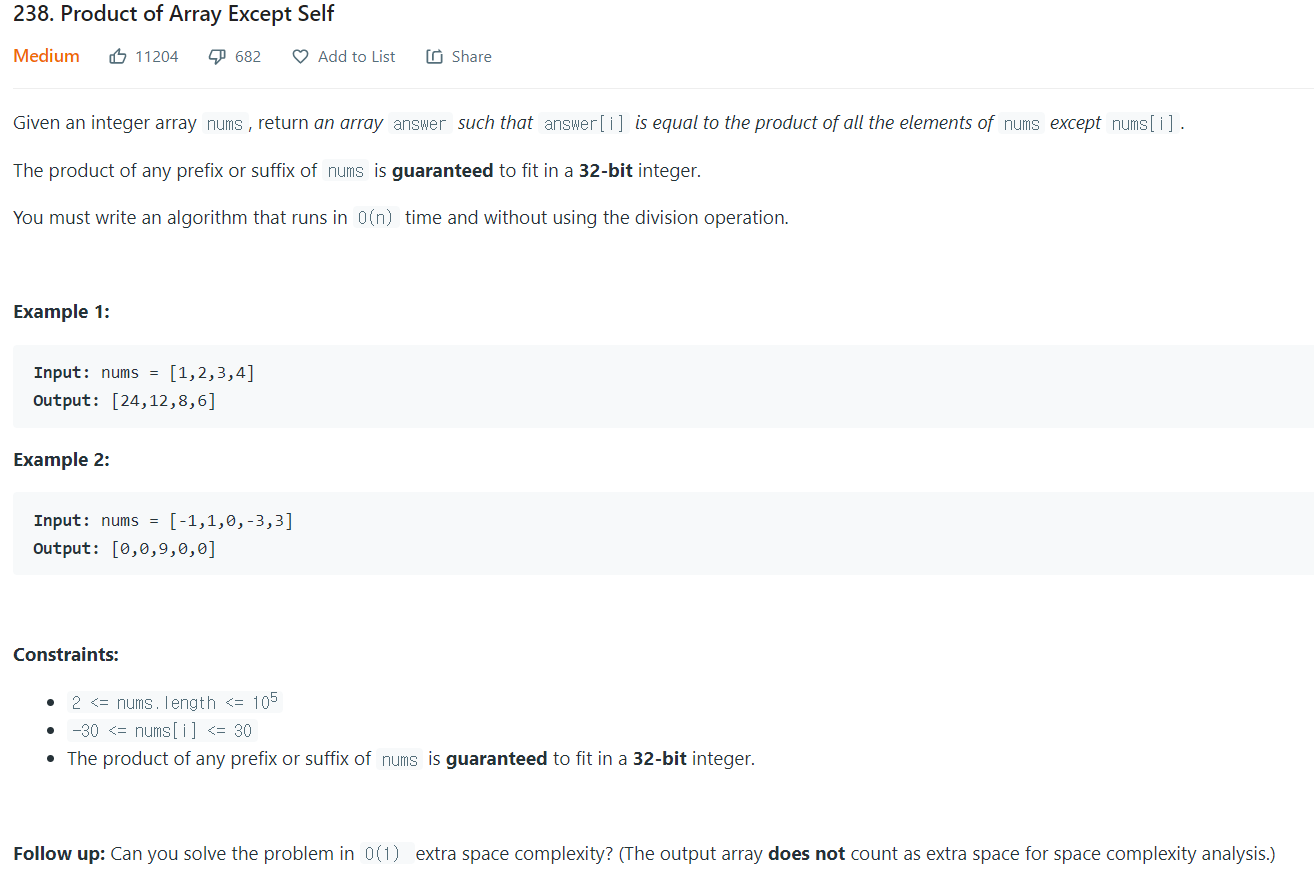 238. Product of Array Except Self
Medium 11204 682 Add to List Share
Given an integer array nums, return an array answer such that answer[i] is equal to the product of all the elements of nums except nums[i].
The product of any prefix or suffix of nums is guaranteed to fit in a 32-bit integer.
You must write an algorithm that runs in O(n) time and without using the division operation.
Example 1:
Input: nums = [1,2,3,4]
Output: [24,12,8,6]
Example 2:
Input: nums = [-1,1,0,-3,3]
Output: [0,0,9,0,0]
Constraints:
• 2 <= nums.length <= 10⁵
• -30 <= nums[i] <= 30
• The product of any prefix or suffix of nums is guaranteed to fit in a 32-bit integer.
Follow up: Can you solve the problem in O(1) extra space complexity? (The output array does not count as extra space for space complexity analysis.)